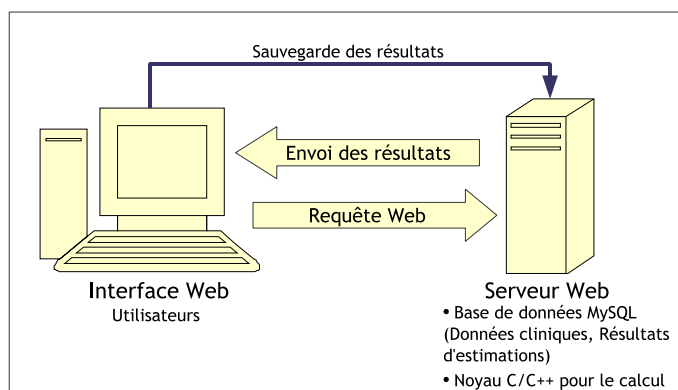 Sauvegarde des résultats
Envoi des résultats
Requête Web
Interface Web
Utilisateurs
Serveur Web
• Base de données MySQL
(Données cliniques, Résultats
d'estimations)
• Noyau C/C++ pour le calcul